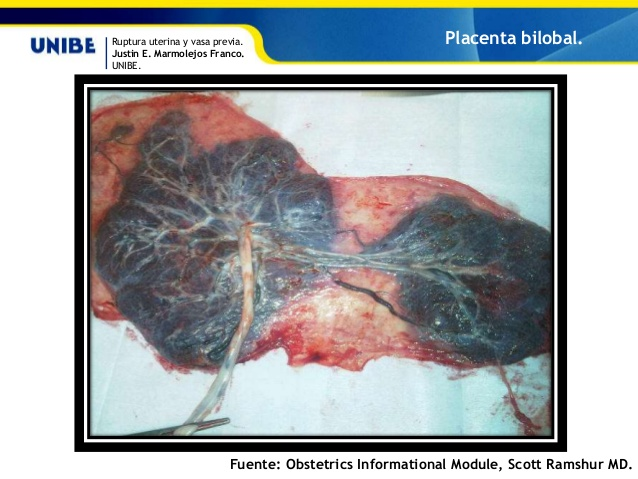 UNIBE
Ruptura uterina y vasa previa.
Justin E. Marmolejos Franco.
UNIBE.
Placenta bilobal.
Fuente: Obstetrics Informational Module, Scott Ramshur MD.